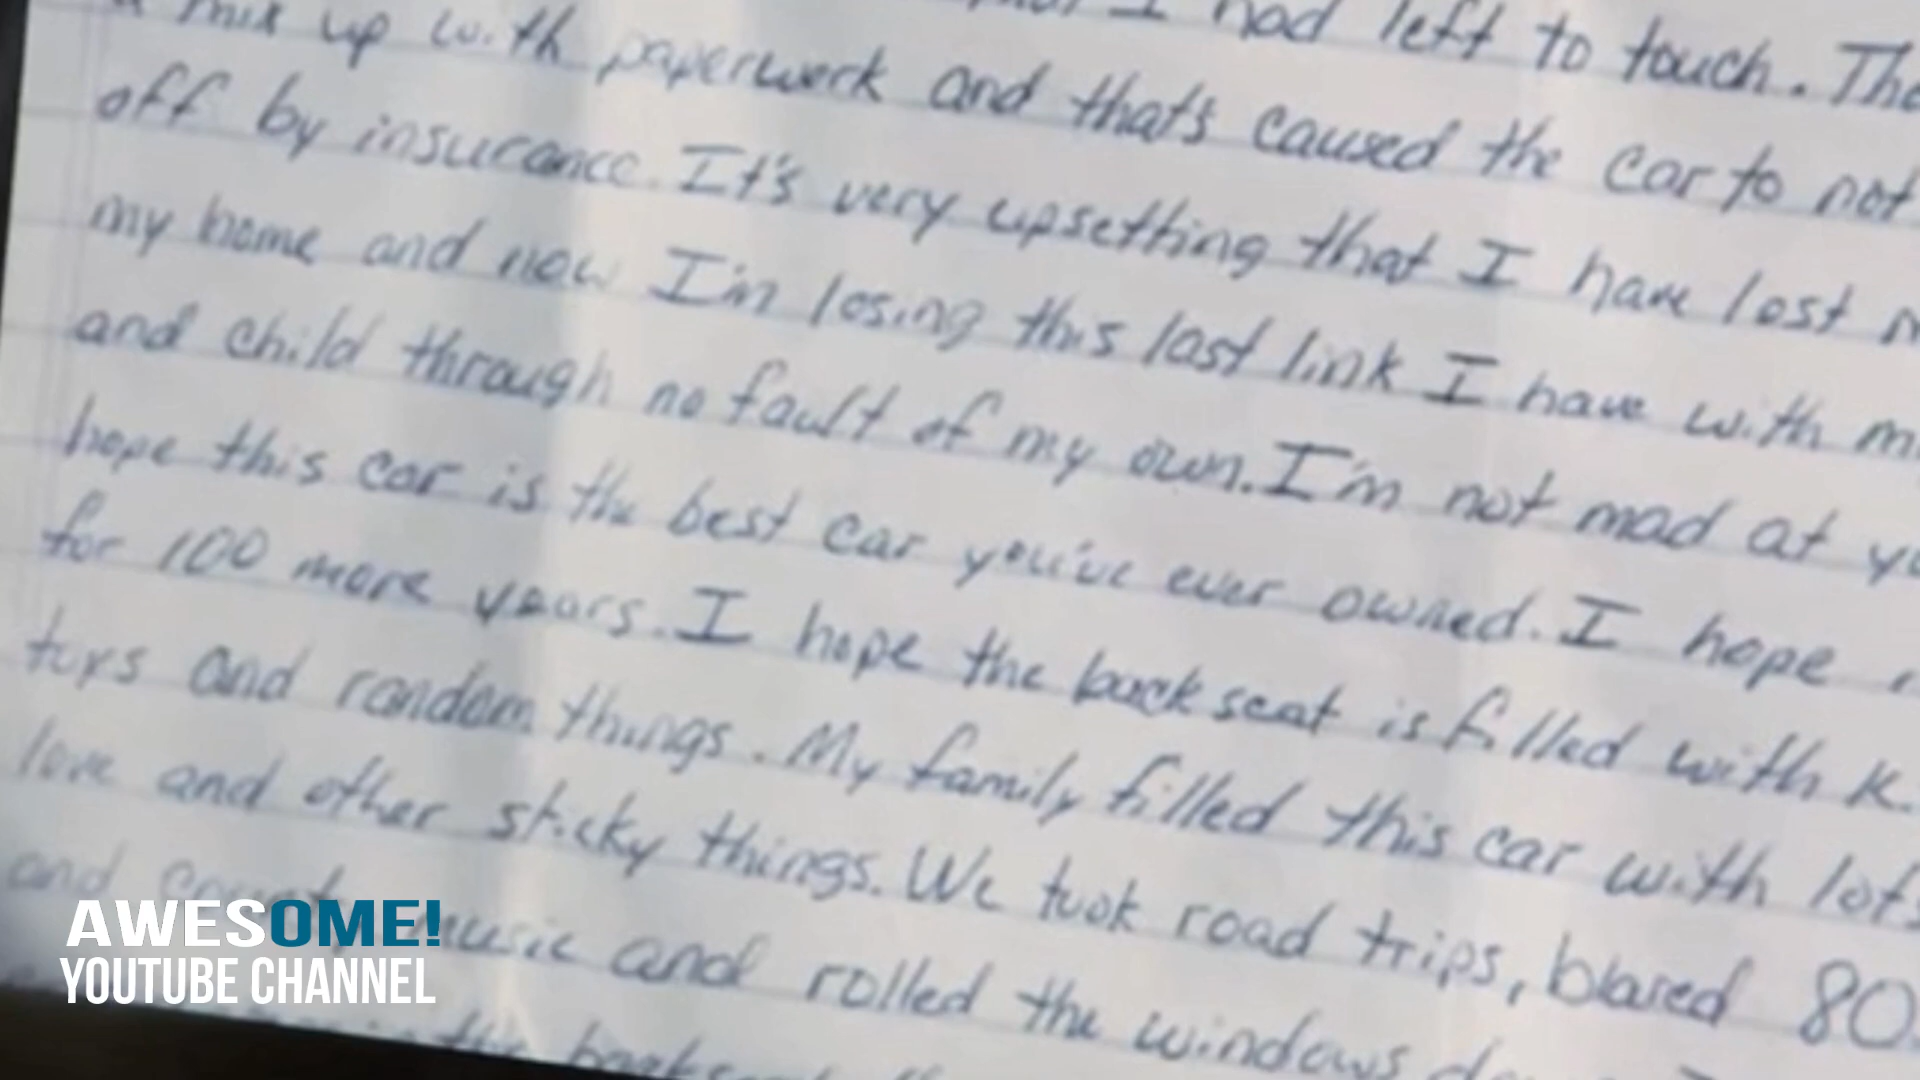 mix up with paperwork and that's caused the car to not
off by insurance. It's very upsetting that I have lost
my home and now I'm losing this last link I have with
and child through no fault of my own. I'm not mad at
hope this car is the best car you've ever owned. I hope
for 100 more years. I hope the back seat is filled with
toys and random things. My family filled this car with lots
love and other sticky things. We took road trips, blared 80
and music and rolled the windows
I had left to touch. The
AWESOME!
YOUTUBE CHANNEL